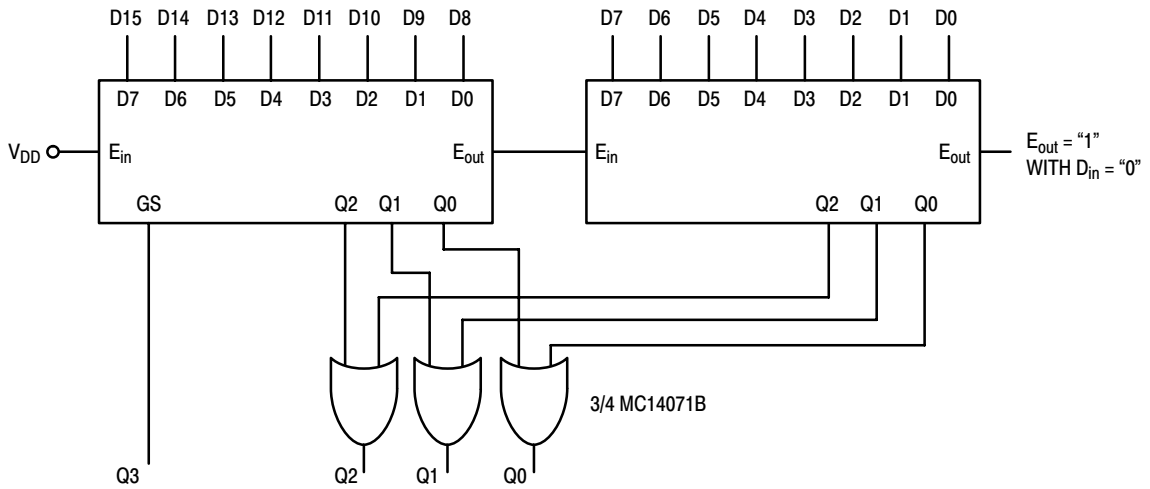 D15 D14 D13 D12 D11 D10 D9 D8 D7 D6 D5 D4 D3 D2 D1 D0
D7 D6 D5 D4 D3 D2 D1 D0 D7 D6 D5 D4 D3 D2 D1 D0
VDD Ein Eout Ein Eout Eout = “1”
WITH Din = “0”
GS Q2 Q1 Q0 Q2 Q1 Q0
3/4 MC14071B
Q3 Q2 Q1 Q0